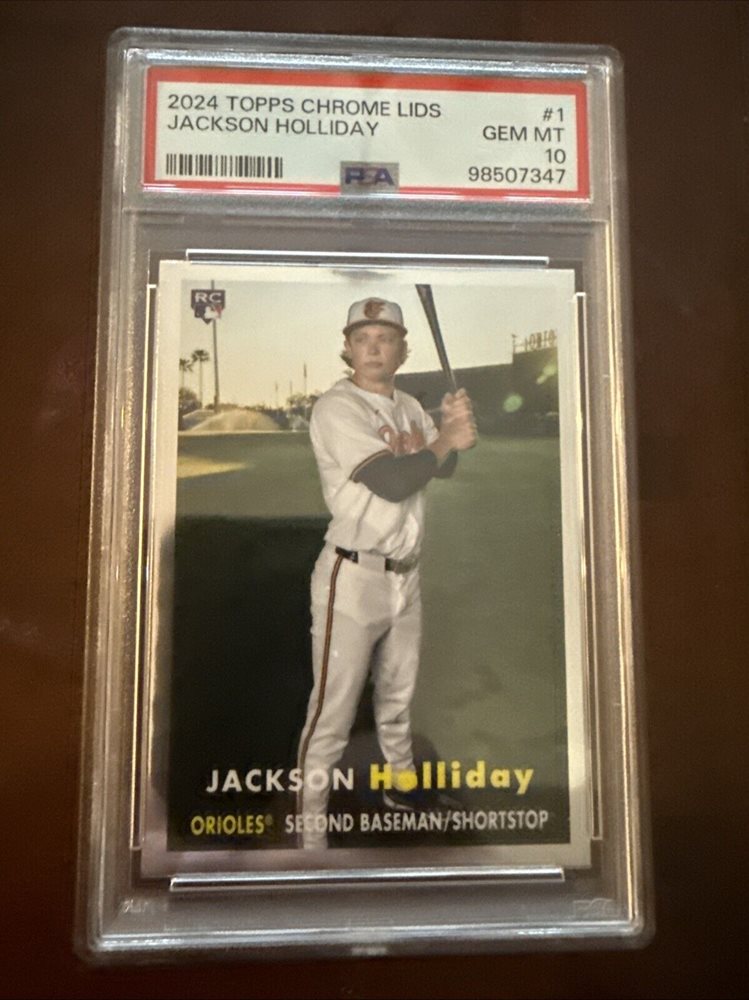 2024 TOPPS CHROME LIDS
#1
JACKSON HOLLIDAY
GEM MT
10
PSA
98507347
RC
JACKSON Holliday
ORIOLES® SECOND BASEMAN/SHORTSTOP